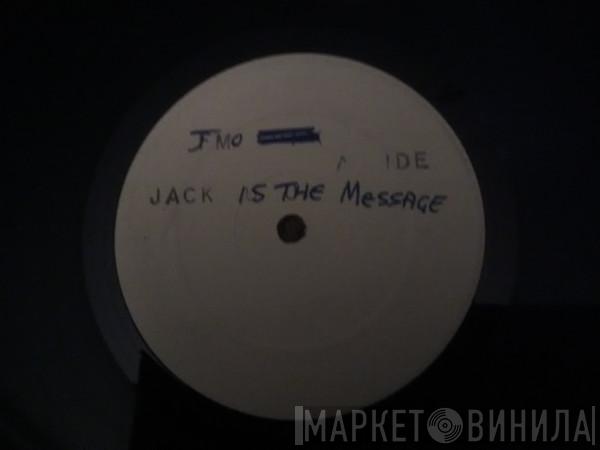 FMO
IDE
JACK IS THE MESSAGE
МАРКЕТ ВИНИЛА